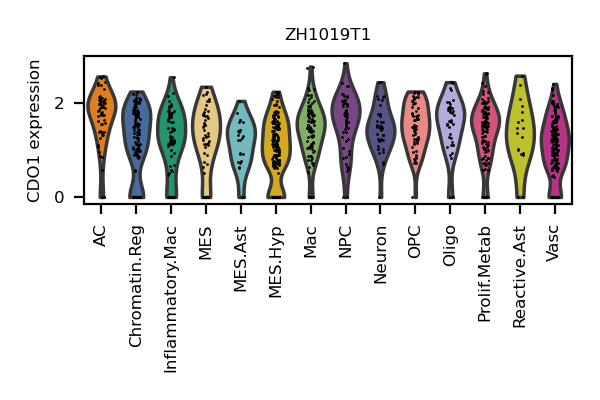 ZH1019T1
CDO1 expression
2
0
AC
Chromatin.Reg
Inflammatory.Mac
MES
MES.Ast
MES.Hyp
Mac
NPC
Neuron
OPC
Oligo
Prolif.Metab
Reactive.Ast
Vasc